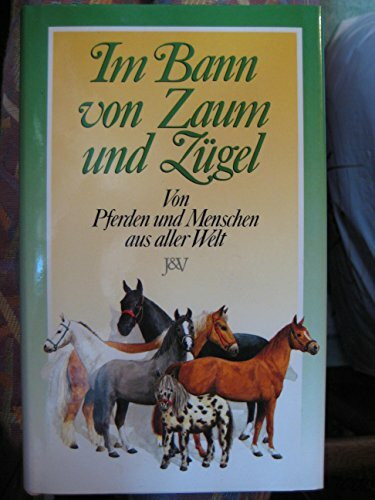 Im Bann
von Zaum
und Zügel
Von
Pferden und Menschen
aus aller Welt
J&V